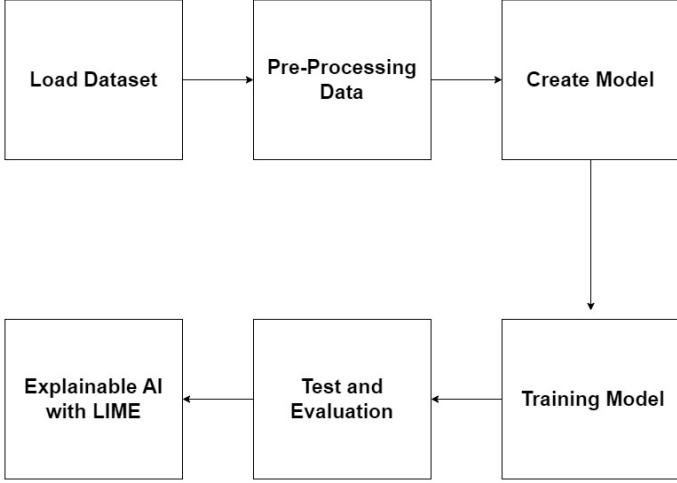 Load Dataset
Pre-Processing
Data
Create Model
Training Model
Test and
Evaluation
Explainable AI
with LIME